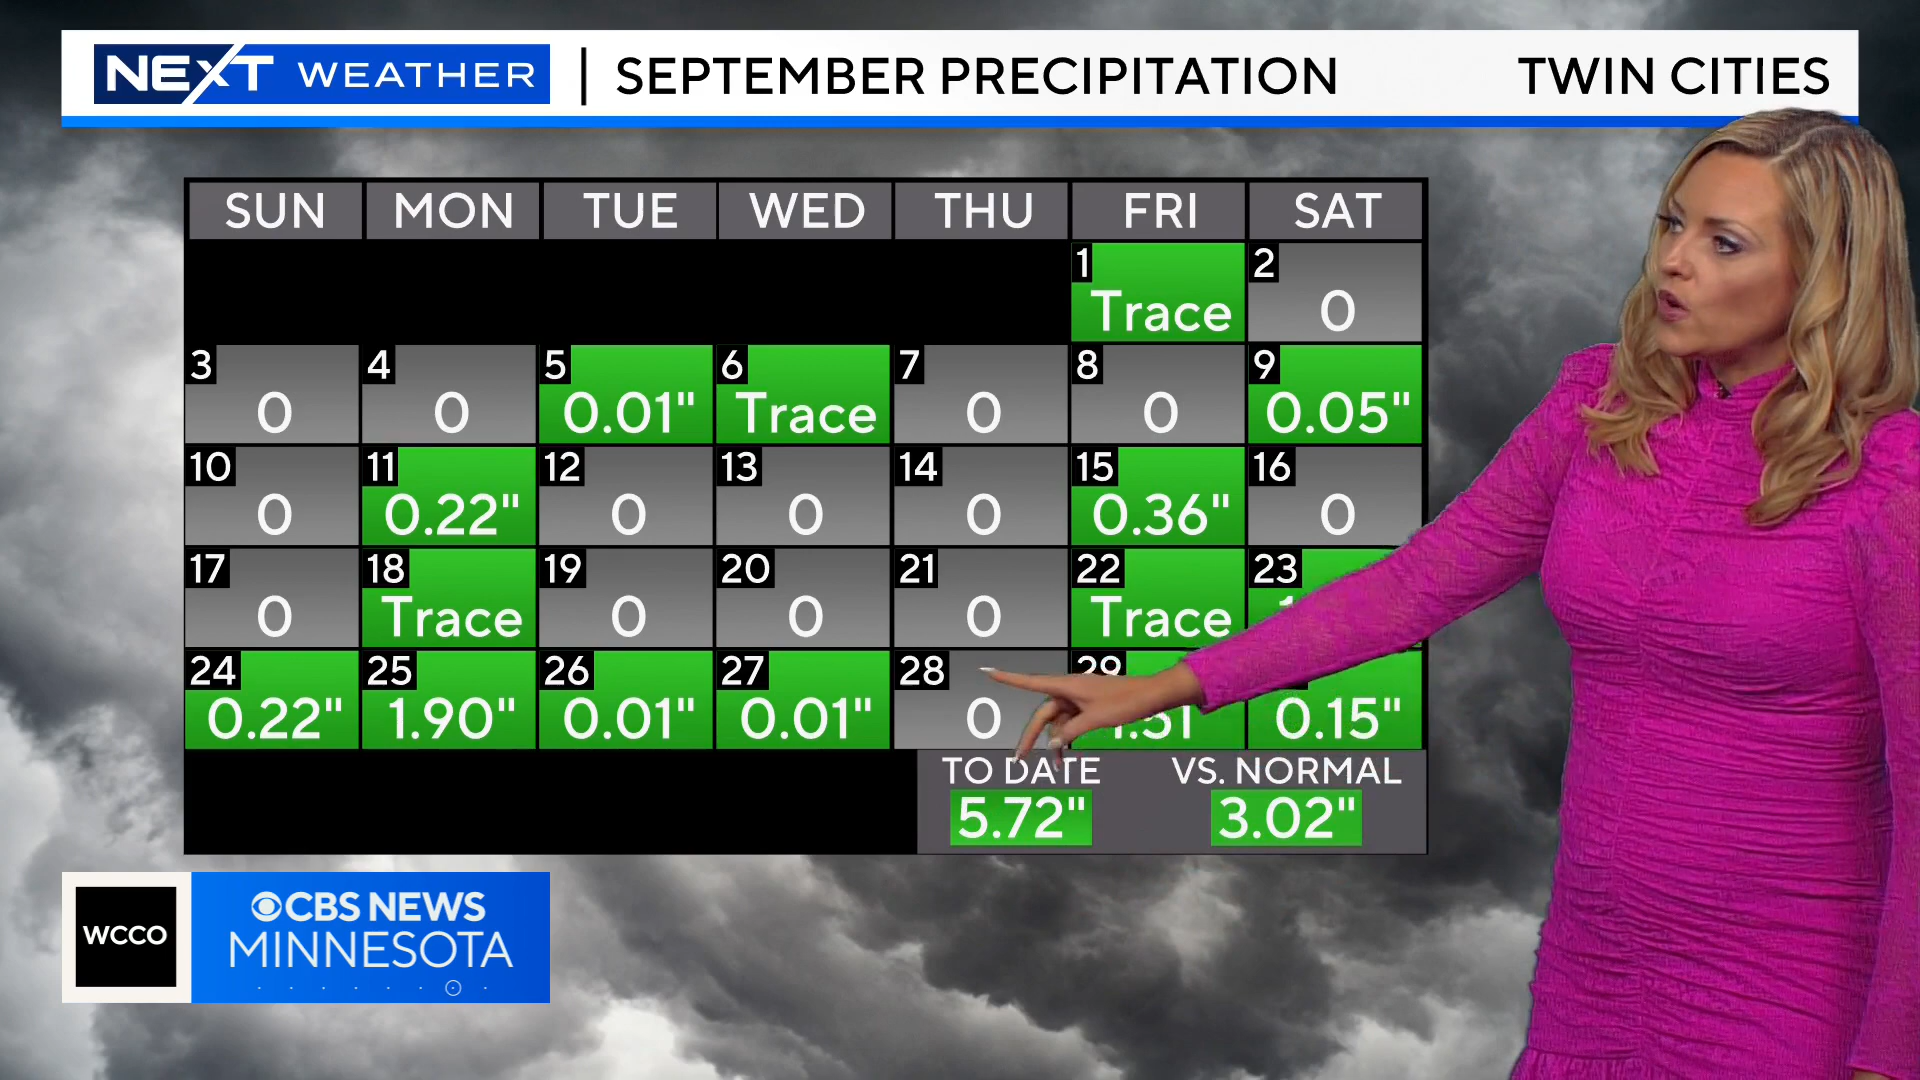 NEXT WEATHER | SEPTEMBER PRECIPITATION TWIN CITIES
SUN MON TUE WED THU FRI SAT
1 2
Trace 0
3 4 5 6 7 8 9
0 0 0.01" Trace 0 0 0.05"
10 11 12 13 14 15 16
0 0.22" 0 0 0 0.36" 0
17 18 19 20 21 22 23
0 Trace 0 0 0 Trace
24 25 26 27 28 29
0.22" 1.90" 0.01" 0.01" 0 0.15"
TO DATE VS. NORMAL
5.72" 3.02"
WCCO
CBS NEWS
MINNESOTA